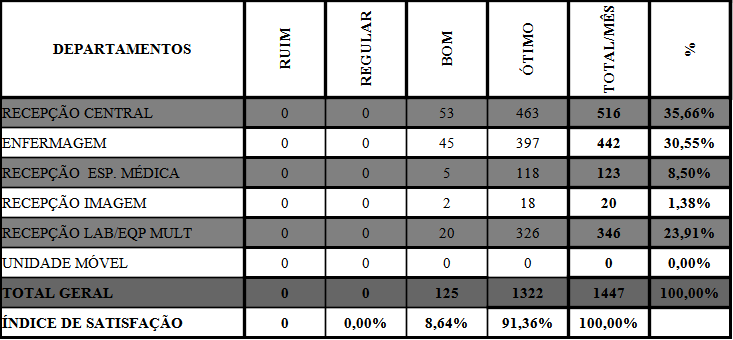 DEPARTAMENTOS RUIM REGULAR BOM ÓTIMO TOTAL/MÊS %
RECEPÇÃO CENTRAL 0 0 53 463 516 35,66%
ENFERMAGEM 0 0 45 397 442 30,55%
RECEPÇÃO ESP. MÉDICA 0 0 5 118 123 8,50%
RECEPÇÃO IMAGEM 0 0 2 18 20 1,38%
RECEPÇÃO LAB/EQP MULT 0 0 20 326 346 23,91%
UNIDADE MÓVEL 0 0 0 0 0 0,00%
TOTAL GERAL 0 0 125 1322 1447 100,00%
ÍNDICE DE SATISFAÇÃO 0 0,00% 8,64% 91,36% 100,00%